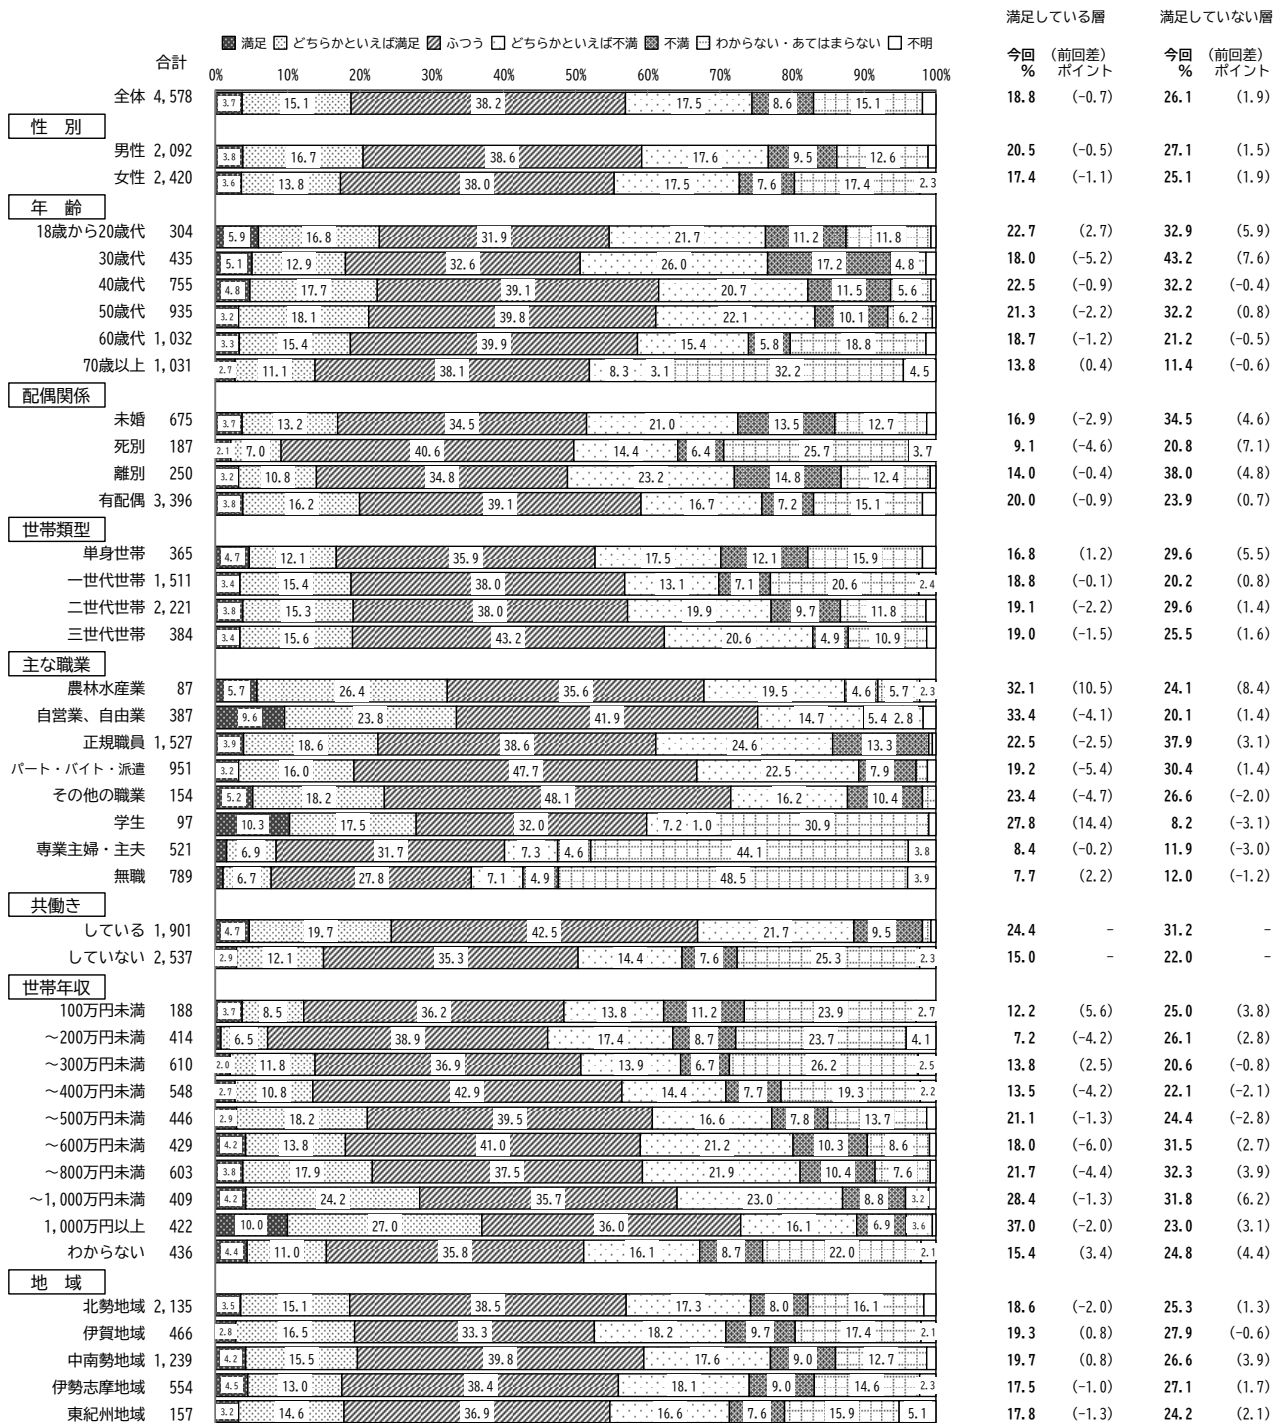 満足している層 満足していない層
満足 どちらかといえば満足 ふつう どちらかといえば不満 不満 わからない・あてはまらない 不明
今回 (前回差) 今回 (前回差)
合計 % ポイント % ポイント
0% 10% 20% 30% 40% 50% 60% 70% 80% 90% 100%
全体 4,578 3.7 15.1 38.2 17.5 8.6 15.1 18.8 (-0.7) 26.1 (1.9)
性 別
男性 2,092 3.8 16.7 38.6 17.6 9.5 12.6 20.5 (-0.5) 27.1 (1.5)
女性 2,420 3.6 13.8 38.0 17.5 7.6 17.4 2.3 17.4 (-1.1) 25.1 (1.9)
年 齢
18歳から20歳代 304 5.9 16.8 31.9 21.7 11.2 11.8 22.7 (2.7) 32.9 (5.9)
30歳代 435 5.1 12.9 32.6 26.0 17.2 4.8 18.0 (-5.2) 43.2 (7.6)
40歳代 755 4.8 17.7 39.1 20.7 11.5 5.6 22.5 (-0.9) 32.2 (-0.4)
50歳代 935 3.2 18.1 39.8 22.1 10.1 6.2 21.3 (-2.2) 32.2 (0.8)
60歳代 1,032 3.3 15.4 39.9 15.4 5.8 18.8 18.7 (-1.2) 21.2 (-0.5)
70歳以上 1,031 2.7 11.1 38.1 8.3 3.1 32.2 4.5 13.8 (0.4) 11.4 (-0.6)
配偶関係
未婚 675 3.7 13.2 34.5 21.0 13.5 12.7 16.9 (-2.9) 34.5 (4.6)
死別 187 2.1 7.0 40.6 14.4 6.4 25.7 3.7 9.1 (-4.6) 20.8 (7.1)
離別 250 3.2 10.8 34.8 23.2 14.8 12.4 14.0 (-0.4) 38.0 (4.8)
有配偶 3,396 3.8 16.2 39.1 16.7 7.2 15.1 20.0 (-0.9) 23.9 (0.7)
世帯類型
単身世帯 365 4.7 12.1 35.9 17.5 12.1 15.9 16.8 (1.2) 29.6 (5.5)
一世代世帯 1,511 3.4 15.4 38.0 13.1 7.1 20.6 2.4 18.8 (-0.1) 20.2 (0.8)
二世代世帯 2,221 3.8 15.3 38.0 19.9 9.7 11.8 19.1 (-2.2) 29.6 (1.4)
三世代世帯 384 3.4 15.6 43.2 20.6 4.9 10.9 19.0 (-1.5) 25.5 (1.6)
主な職業
農林水産業 87 5.7 26.4 35.6 19.5 4.6 5.7 2.3 32.1 (10.5) 24.1 (8.4)
自営業、自由業 387 9.6 23.8 41.9 14.7 5.4 2.8 33.4 (-4.1) 20.1 (1.4)
正規職員 1,527 3.9 18.6 38.6 24.6 13.3 22.5 (-2.5) 37.9 (3.1)
パート・バイト・派遣 951 3.2 16.0 47.7 22.5 7.9 19.2 (-5.4) 30.4 (1.4)
その他の職業 154 5.2 18.2 48.1 16.2 10.4 23.4 (-4.7) 26.6 (-2.0)
学生 97 10.3 17.5 32.0 7.2 1.0 30.9 27.8 (14.4) 8.2 (-3.1)
専業主婦・主夫 521 6.9 31.7 7.3 4.6 44.1 3.8 8.4 (-0.2) 11.9 (-3.0)
無職 789 6.7 27.8 7.1 4.9 48.5 3.9 7.7 (2.2) 12.0 (-1.2)
共働き
している 1,901 4.7 19.7 42.5 21.7 9.5 24.4 - 31.2 -
していない 2,537 2.9 12.1 35.3 14.4 7.6 25.3 2.3 15.0 - 22.0 -
世帯年収
100万円未満 188 3.7 8.5 36.2 13.8 11.2 23.9 2.7 12.2 (5.6) 25.0 (3.8)
～200万円未満 414 6.5 38.9 17.4 8.7 23.7 4.1 7.2 (-4.2) 26.1 (2.8)
～300万円未満 610 2.0 11.8 36.9 13.9 6.7 26.2 2.5 13.8 (2.5) 20.6 (-0.8)
～400万円未満 548 2.7 10.8 42.9 14.4 7.7 19.3 2.2 13.5 (-4.2) 22.1 (-2.1)
～500万円未満 446 2.9 18.2 39.5 16.6 7.8 13.7 21.1 (-1.3) 24.4 (-2.8)
～600万円未満 429 4.2 13.8 41.0 21.2 10.3 8.6 18.0 (-6.0) 31.5 (2.7)
～800万円未満 603 3.8 17.9 37.5 21.9 10.4 7.6 21.7 (-4.4) 32.3 (3.9)
～1,000万円未満 409 4.2 24.2 35.7 23.0 8.8 3.2 28.4 (-1.3) 31.8 (6.2)
1,000万円以上 422 10.0 27.0 36.0 16.1 6.9 3.6 37.0 (-2.0) 23.0 (3.1)
わからない 436 4.4 11.0 35.8 16.1 8.7 22.0 2.1 15.4 (3.4) 24.8 (4.4)
地 域
北勢地域 2,135 3.5 15.1 38.5 17.3 8.0 16.1 18.6 (-2.0) 25.3 (1.3)
伊賀地域 466 2.8 16.5 33.3 18.2 9.7 17.4 2.1 19.3 (0.8) 27.9 (-0.6)
中南勢地域 1,239 4.2 15.5 39.8 17.6 9.0 12.7 19.7 (0.8) 26.6 (3.9)
伊勢志摩地域 554 4.5 13.0 38.4 18.1 9.0 14.6 2.3 17.5 (-1.0) 27.1 (1.7)
東紀州地域 157 3.2 14.6 36.9 16.6 7.6 15.9 5.1 17.8 (-1.3) 24.2 (2.1)